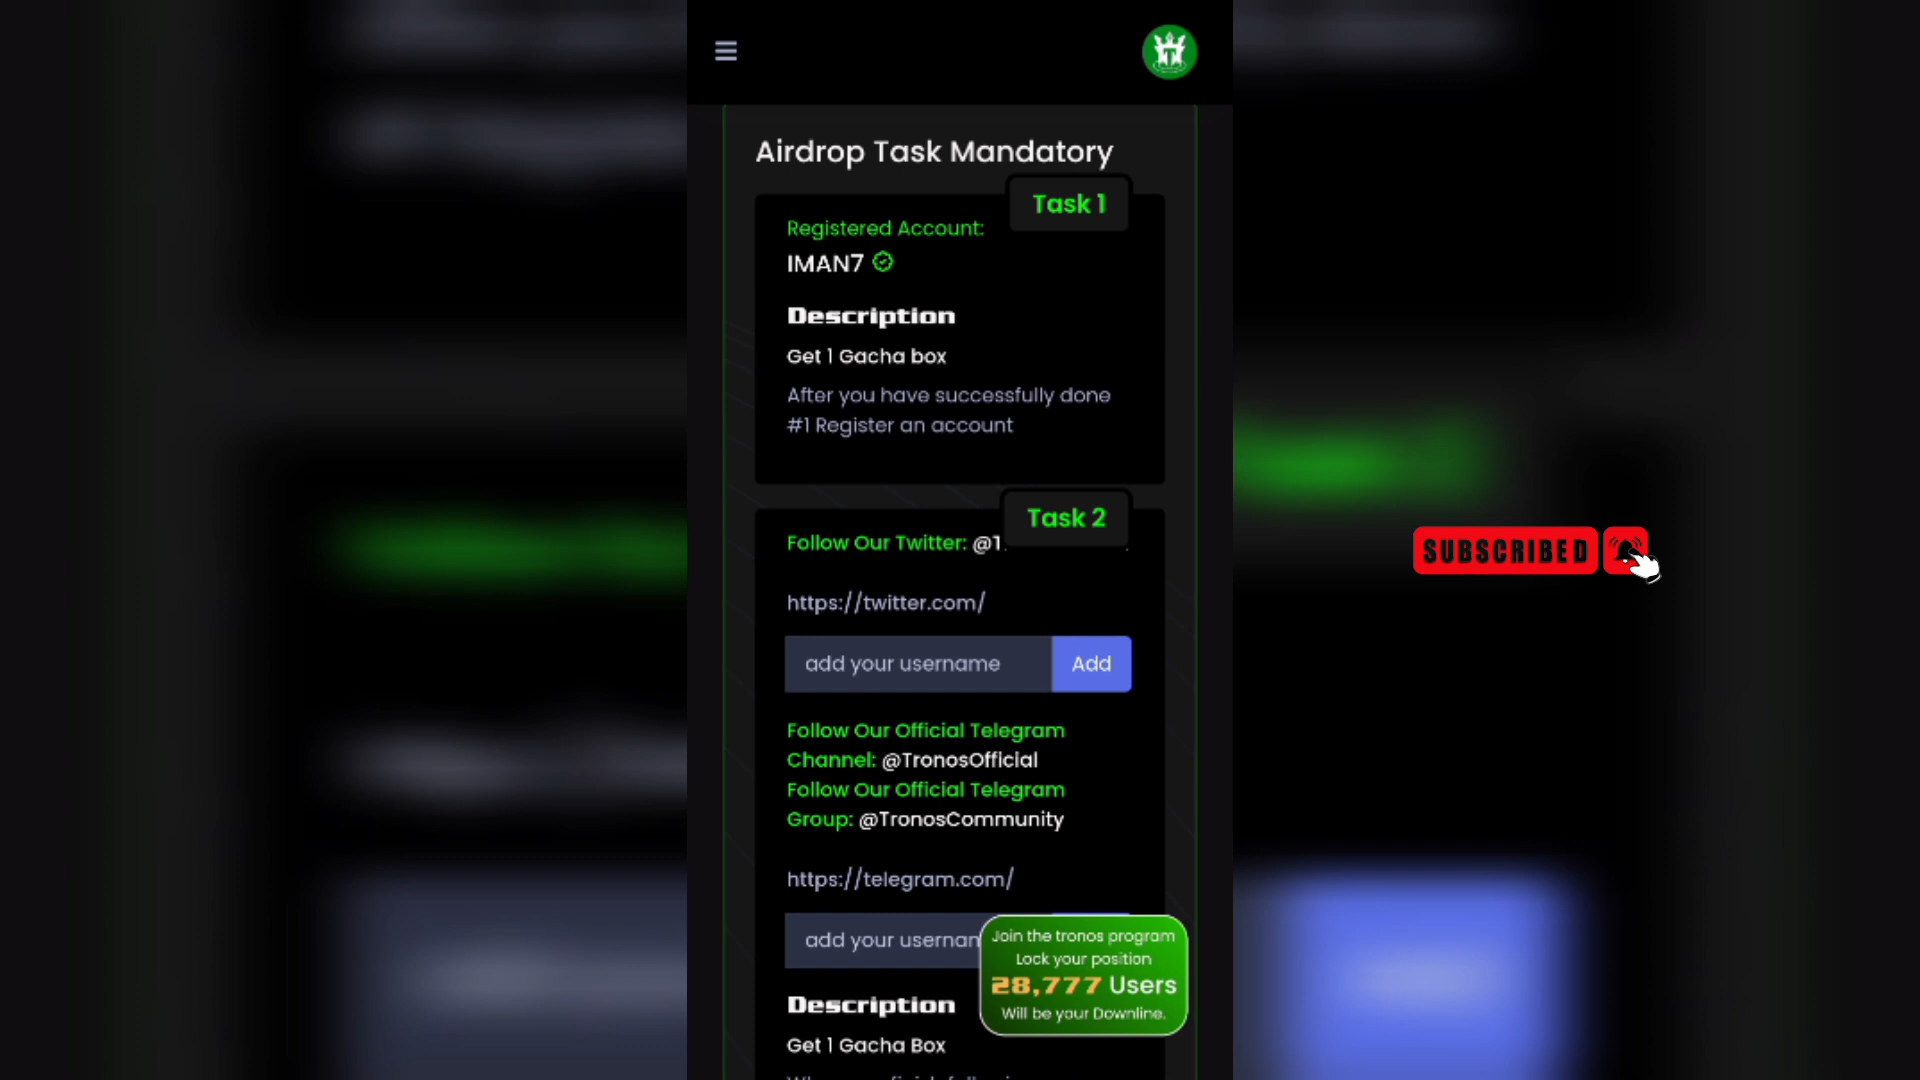 Airdrop Task Mandatory
Task 1
Registered Account:
IMAN7
Description
Get 1 Gacha box
After you have successfully done
#1 Register an account
Task 2
Follow Our Twitter: @T
https://twitter.com/
add your username
Add
Follow Our Official Telegram
Channel: @TronosOfficial
Follow Our Official Telegram
Group: @TronosCommunity
https://telegram.com/
add your usernam
Join the tronos program
Lock your position
28,777 Users
Will be your Downline.
Description
Get 1 Gacha Box
SUBSCRIBED